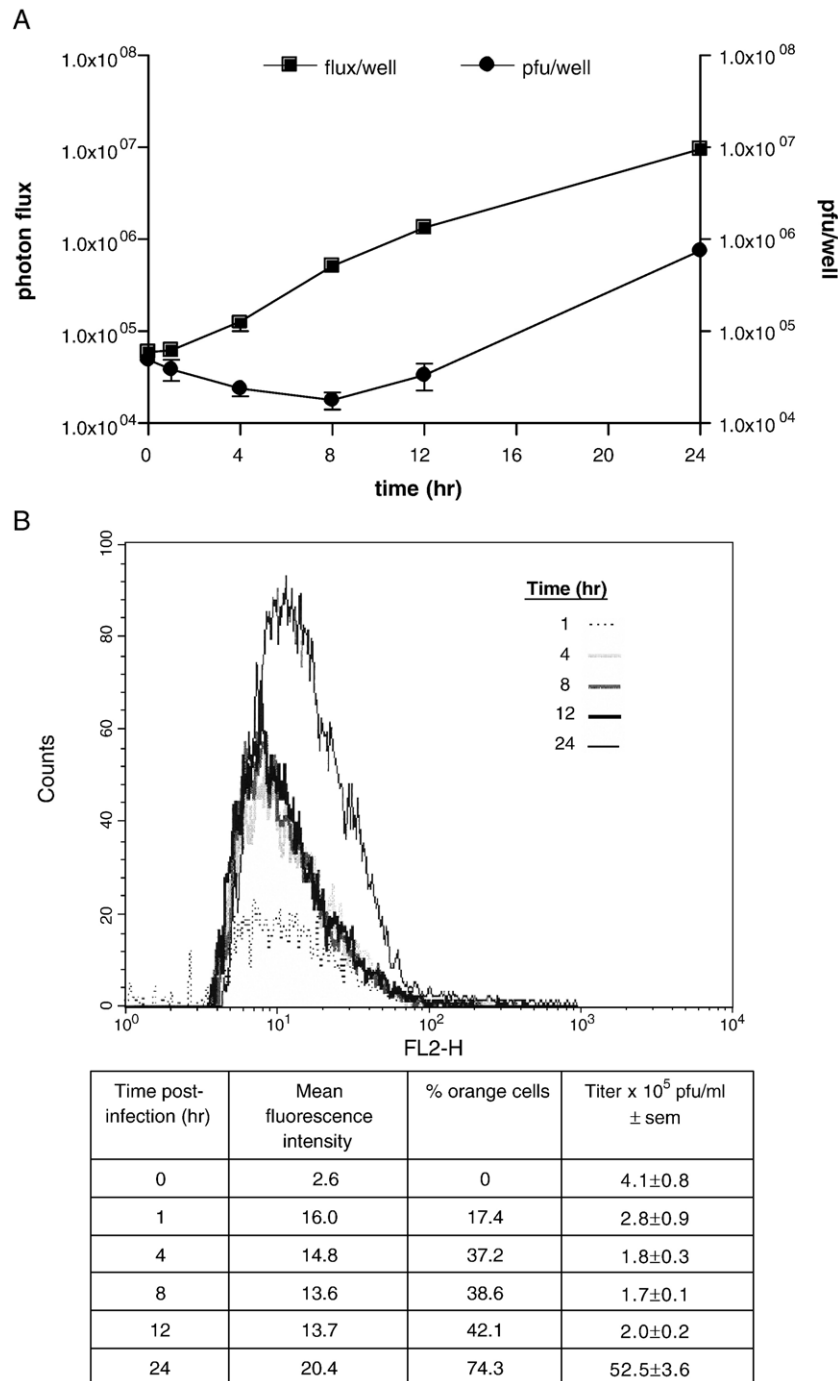 A
1.0x10^08
1.0x10^07
1.0x10^06
1.0x10^05
1.0x10^04
photon flux
flux/well
pfu/well
1.0x10^08
1.0x10^07
1.0x10^06
1.0x10^05
1.0x10^04
pfu/well
0 4 8 12 16 20 24
time (hr)
B
100
80
60
40
20
0
Counts
Time (hr)
1
4
8
12
24
10^0 10^1 10^2 10^3 10^4
FL2-H
Time post-
infection (hr)
Mean
fluorescence
intensity
% orange cells
Titer x 10^5 pfu/ml
± sem
0 2.6 0 4.1±0.8
1 16.0 17.4 2.8±0.9
4 14.8 37.2 1.8±0.3
8 13.6 38.6 1.7±0.1
12 13.7 42.1 2.0±0.2
24 20.4 74.3 52.5±3.6